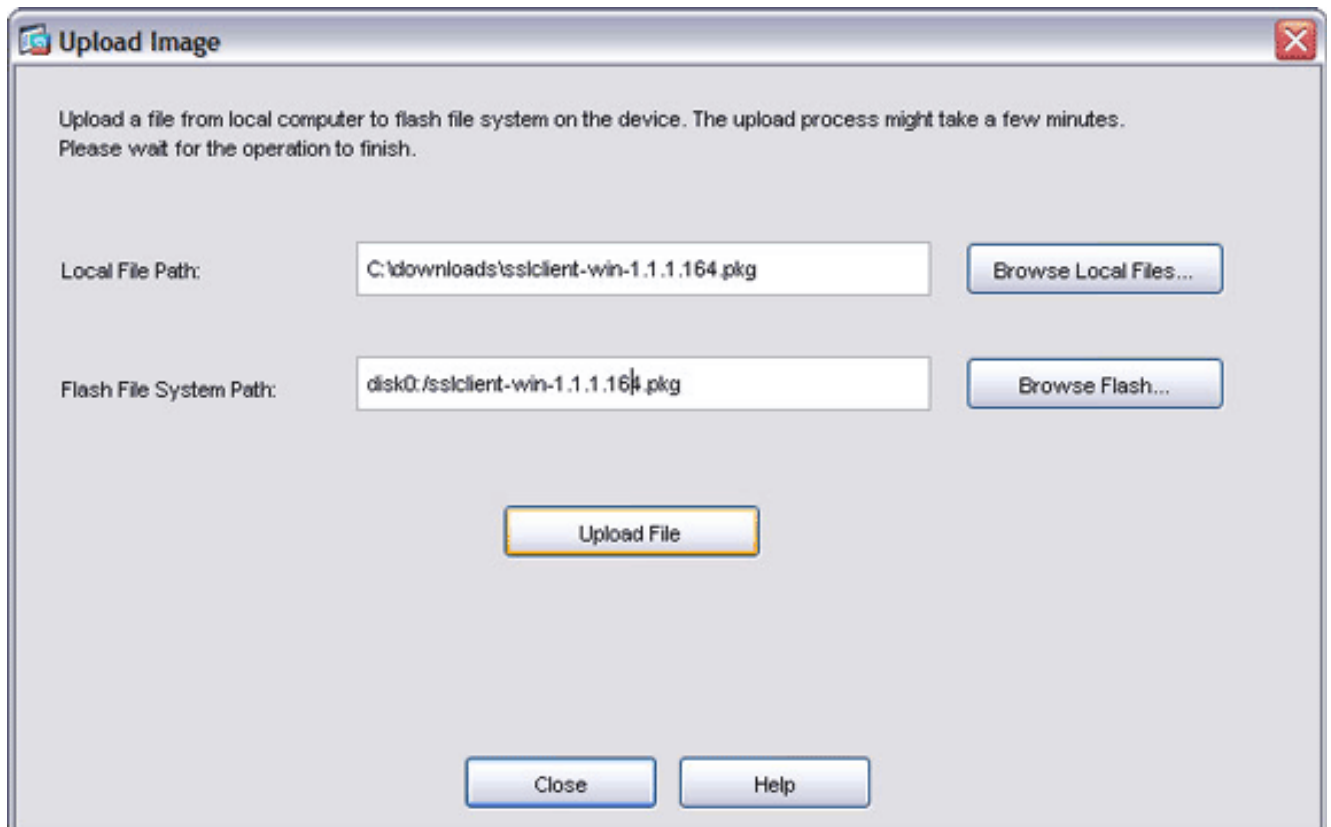 Upload Image
Upload a file from local computer to flash file system on the device. The upload process might take a few minutes.
Please wait for the operation to finish.
Local File Path:
C:\downloads\sslclient-win-1.1.1.164.pkg
Browse Local Files...
Flash File System Path:
disk0:/sslclient-win-1.1.1.164.pkg
Browse Flash...
Upload File
Close
Help